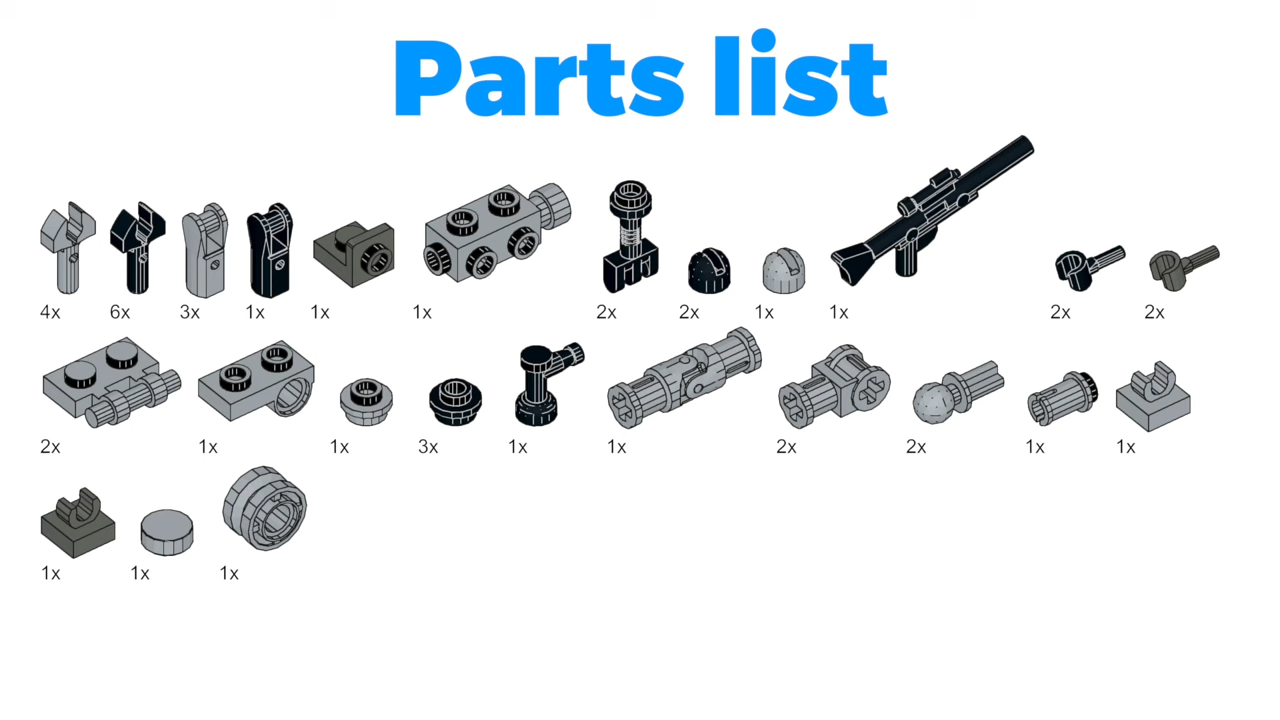 Parts list
4x 6x 3x 1x 1x 1x 2x 2x 1x 1x 2x 2x
2x 1x 1x 3x 1x 1x 2x 2x 1x 1x
1x 1x 1x